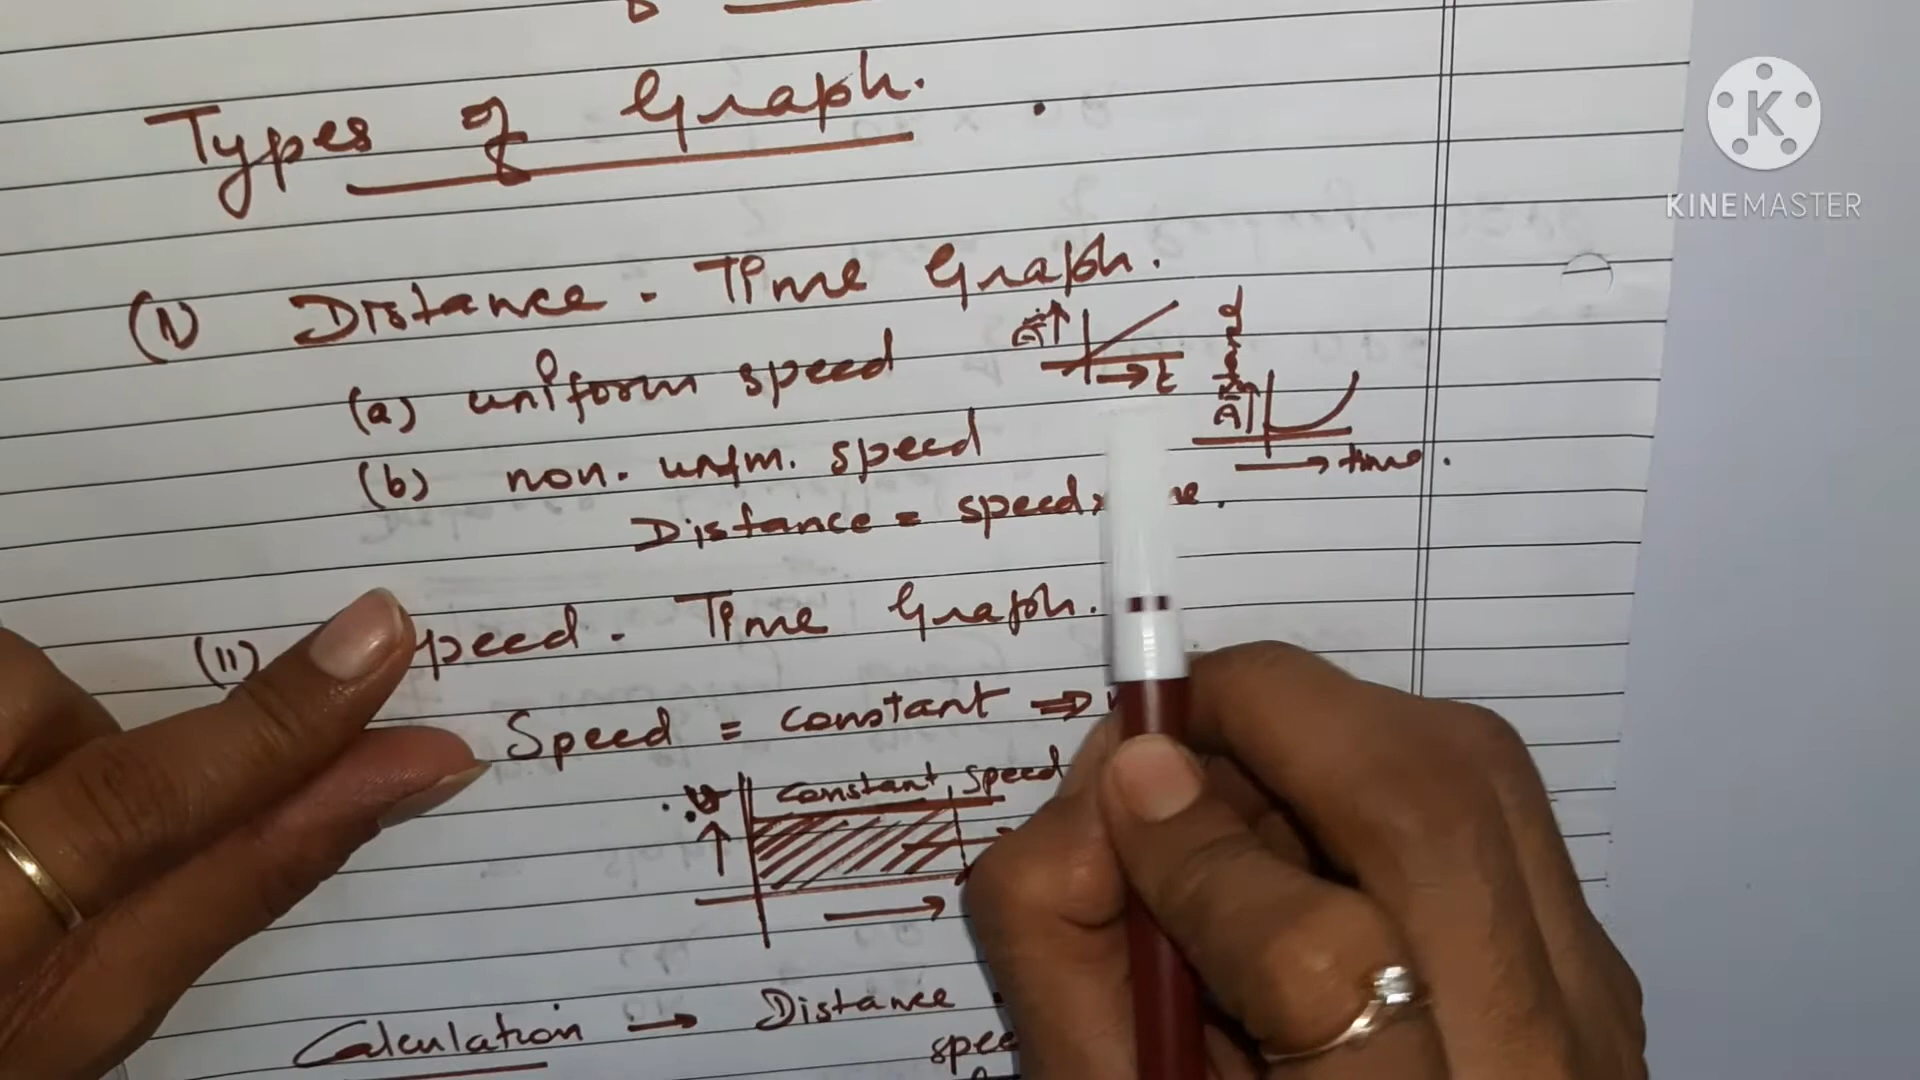 Types of Graph.
(i) Distance - Time Graph.
(a) uniform speed
t
(b) non. unfm. speed
time.
Distance = speed
(ii) peed - Time Graph.
Speed = constant ⇒
v constant speed
Calculation → Distance
spee
K
KINEMASTER